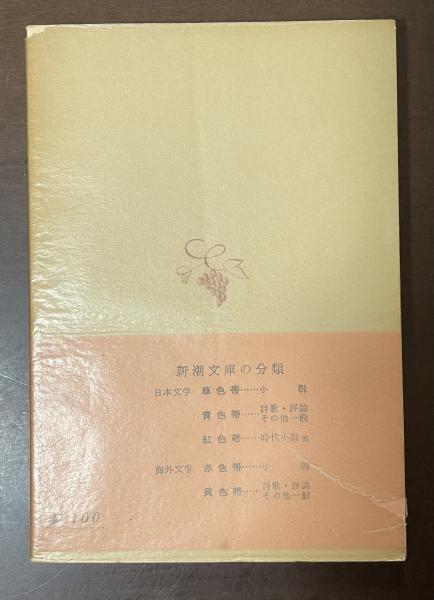 新潮文庫の分類
日本文学 草色帯……小説
青色帯……詩歌・評論
その他一般
紅色帯……時代小説他
海外文学 赤色帯……小説
黄色帯……詩歌・評論
その他一般
¥ 100